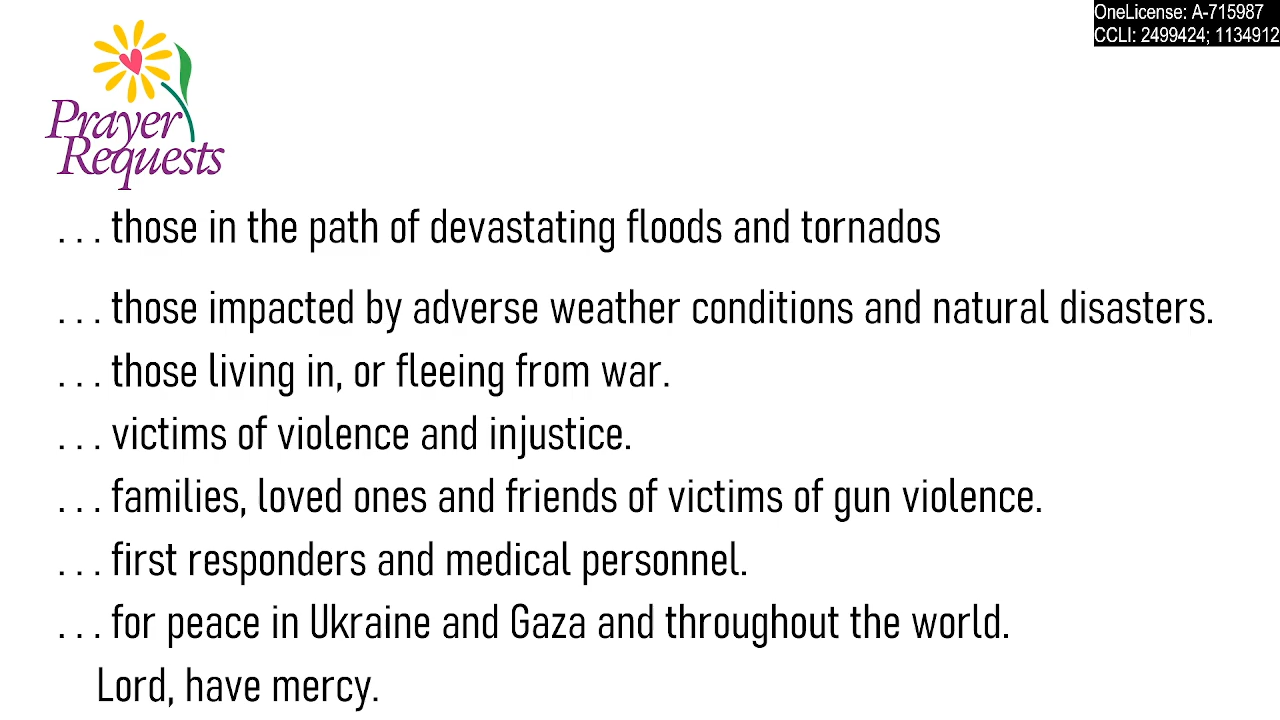 OneLicense: A-715987
CCLI: 2499424; 1134912
Prayer
Requests
. . . those in the path of devastating floods and tornados
. . . those impacted by adverse weather conditions and natural disasters.
. . . those living in, or fleeing from war.
. . . victims of violence and injustice.
. . . families, loved ones and friends of victims of gun violence.
. . . first responders and medical personnel.
. . . for peace in Ukraine and Gaza and throughout the world.
Lord, have mercy.